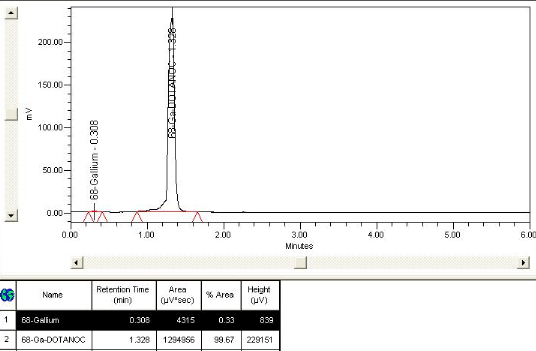 200.00
150.00
mV
100.00
50.00
0.00
68-Gallium - 0.308
68-Ga-DOTANOC - 1.328
0.00 1.00 2.00 3.00 4.00 5.00 6.00
Minutes
Name Retention Time (min) Area (µV*sec) % Area Height (µV)
1 68-Gallium 0.308 4315 0.33 839
2 68-Ga-DOTANOC 1.328 1294956 99.67 229151